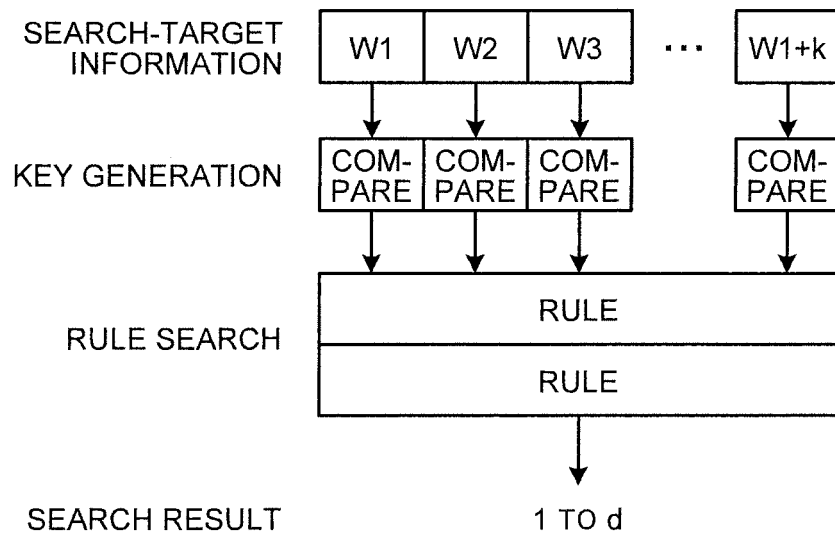 SEARCH-TARGET
INFORMATION
W1 W2 W3 ... W1+k
KEY GENERATION
COM-
PARE
COM-
PARE
COM-
PARE
COM-
PARE
RULE SEARCH
RULE
RULE
SEARCH RESULT
1 TO d